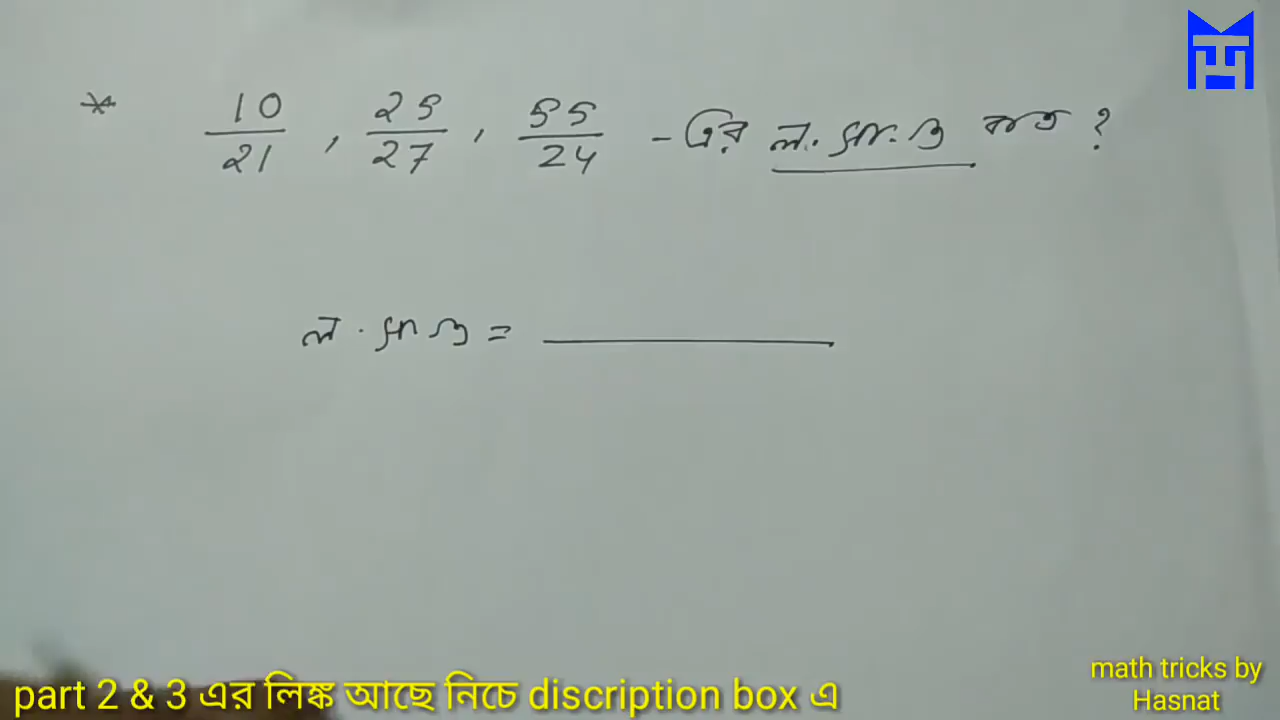 * 10/21 , 25/27 , 55/24 - এর ল. সা. গু কত ?
ল . সা গু =
part 2 & 3 এর লিঙ্ক আছে নিচে discription box এ
math tricks by
Hasnat